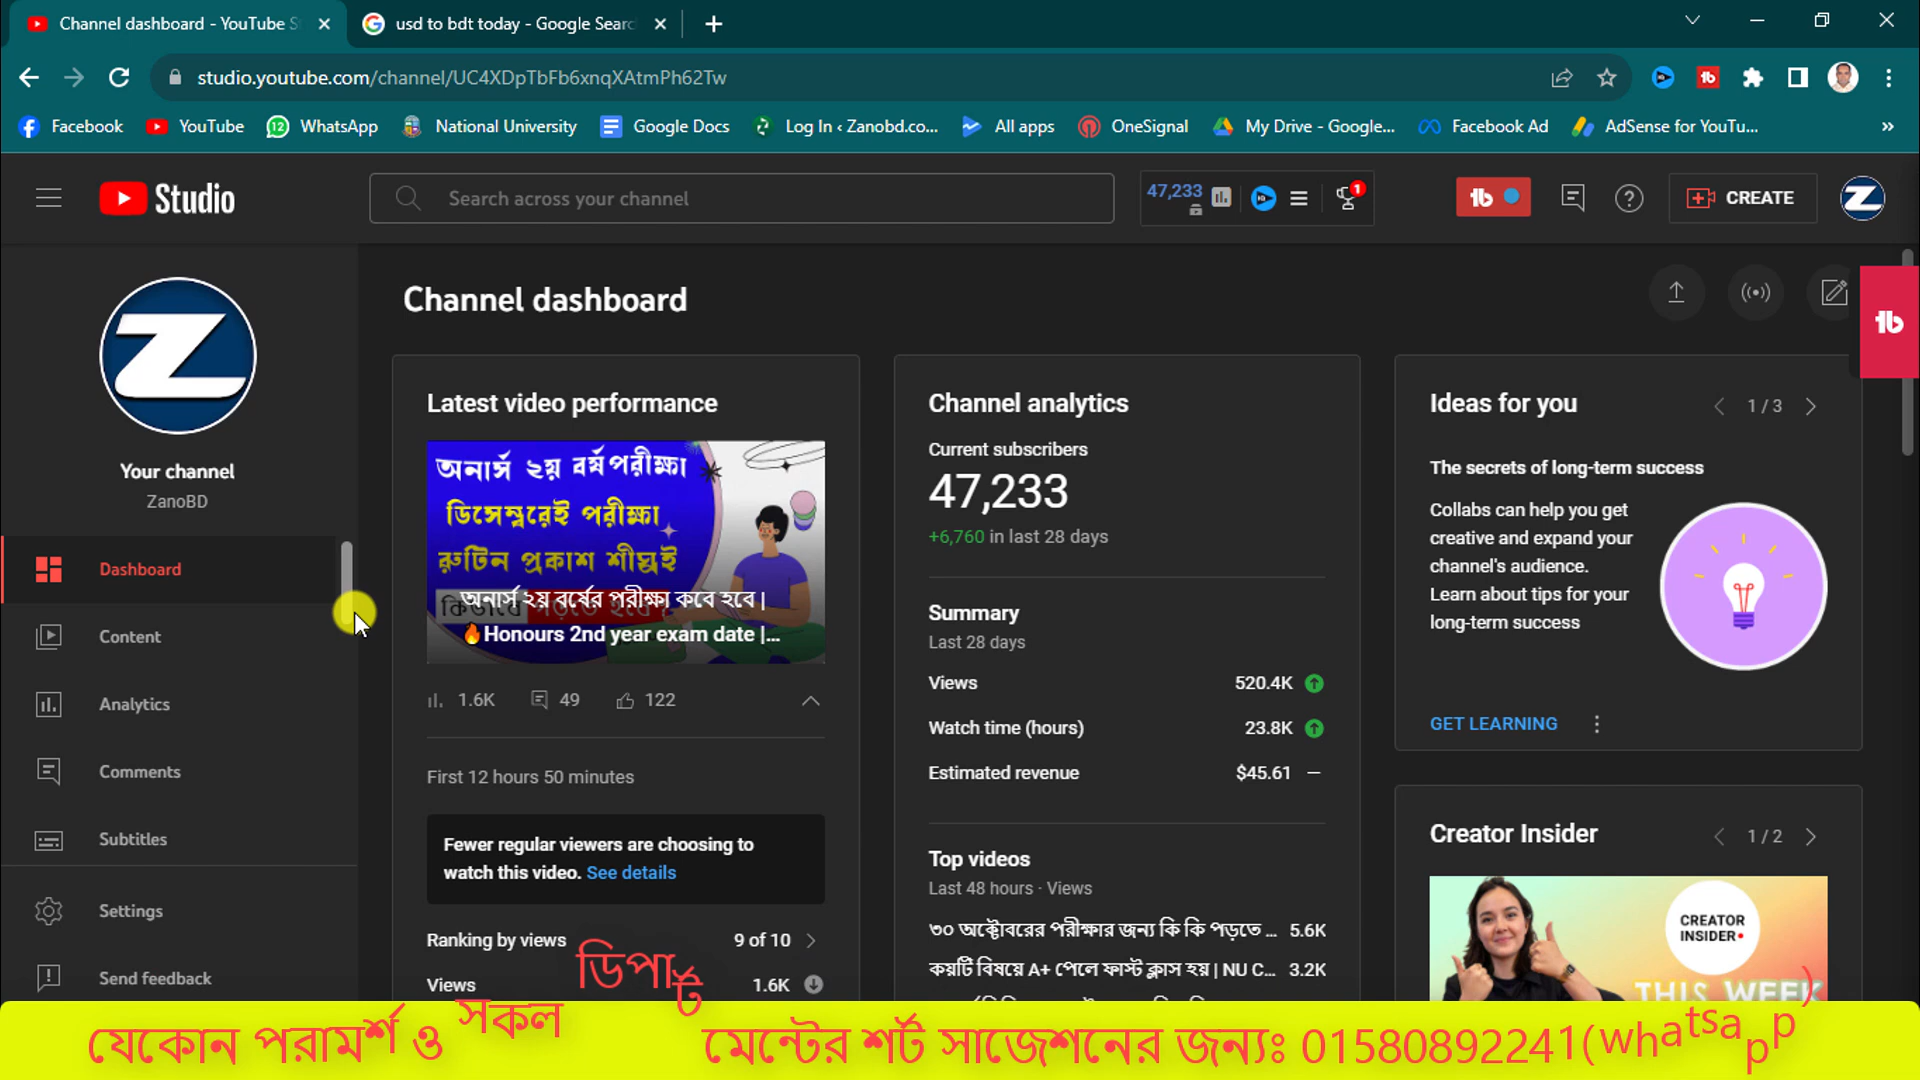 Channel dashboard - YouTube S
usd to bdt today - Google Searc
studio.youtube.com/channel/UC4XDpTbFb6xnqXAtmPh62Tw
Facebook
YouTube
12
WhatsApp
National University
Google Docs
Log In ‹ Zanobd.co...
All apps
OneSignal
My Drive - Google...
Facebook Ad
AdSense for YouTu...
»
Studio
Search across your channel
47,233
1
CREATE
Channel dashboard
Your channel
ZanoBD
Dashboard
Content
Analytics
Comments
Subtitles
Settings
Send feedback
Latest video performance
অনার্স ২য় বর্ষ পরীক্ষা
ডিসেম্বরেই পরীক্ষা
রুটিন প্রকাশ শীঘ্রই
অনার্স ২য় বর্ষের পরীক্ষা কবে হবে |
🔥Honours 2nd year exam date |...
1.6K
49
122
First 12 hours 50 minutes
Fewer regular viewers are choosing to
watch this video. See details
Ranking by views
9 of 10
Views
1.6K
Channel analytics
Current subscribers
47,233
+6,760 in last 28 days
Summary
Last 28 days
Views
520.4K
Watch time (hours)
23.8K
Estimated revenue
$45.61 —
Top videos
Last 48 hours · Views
৩০ অক্টোবরের পরীক্ষার জন্য কি কি পড়তে ...
5.6K
কয়টি বিষয়ে A+ পেলে ফাস্ট ক্লাস হয় | NU C...
3.2K
Ideas for you
1 / 3
The secrets of long-term success
Collabs can help you get
creative and expand your
channel's audience.
Learn about tips for your
long-term success
GET LEARNING
Creator Insider
1 / 2
CREATOR
INSIDER
THIS WEEK
যেকোন পরামর্শ ও সকল ডিপার্টমেন্টের শর্ট সাজেশনের জন্যঃ 01580892241(whatsapp)